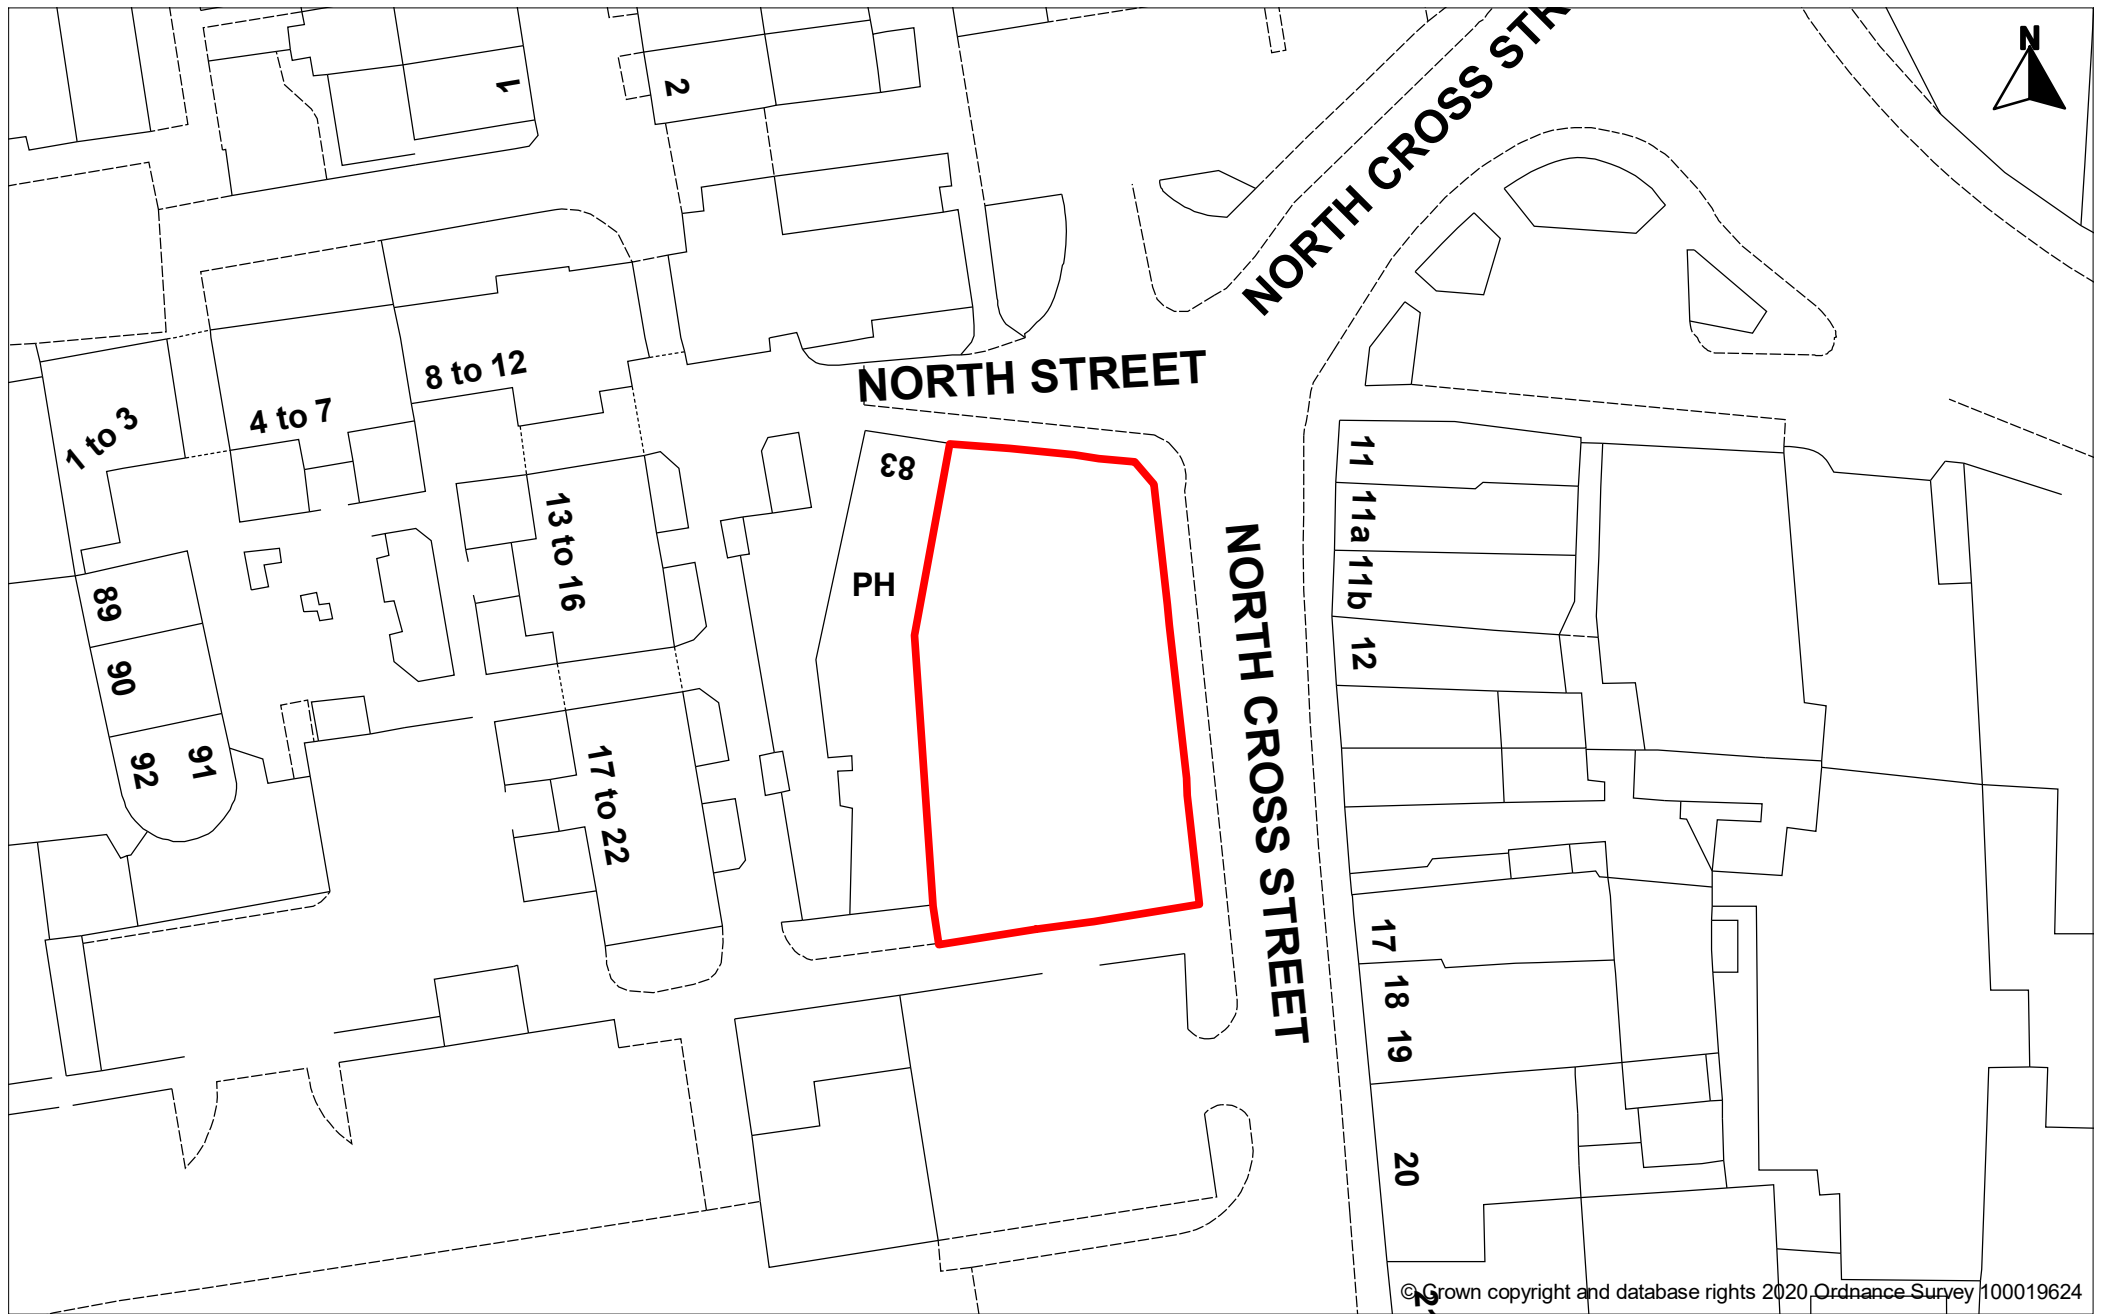 N
NORTH CROSS STR
1
2
NORTH STREET
8 to 12
4 to 7
1 to 3
83
11
11a
11b
12
13 to 16
PH
NORTH CROSS STREET
89
90
91
92
17 to 22
17
18
19
20
© Crown copyright and database rights 2020 Ordnance Survey 100019624